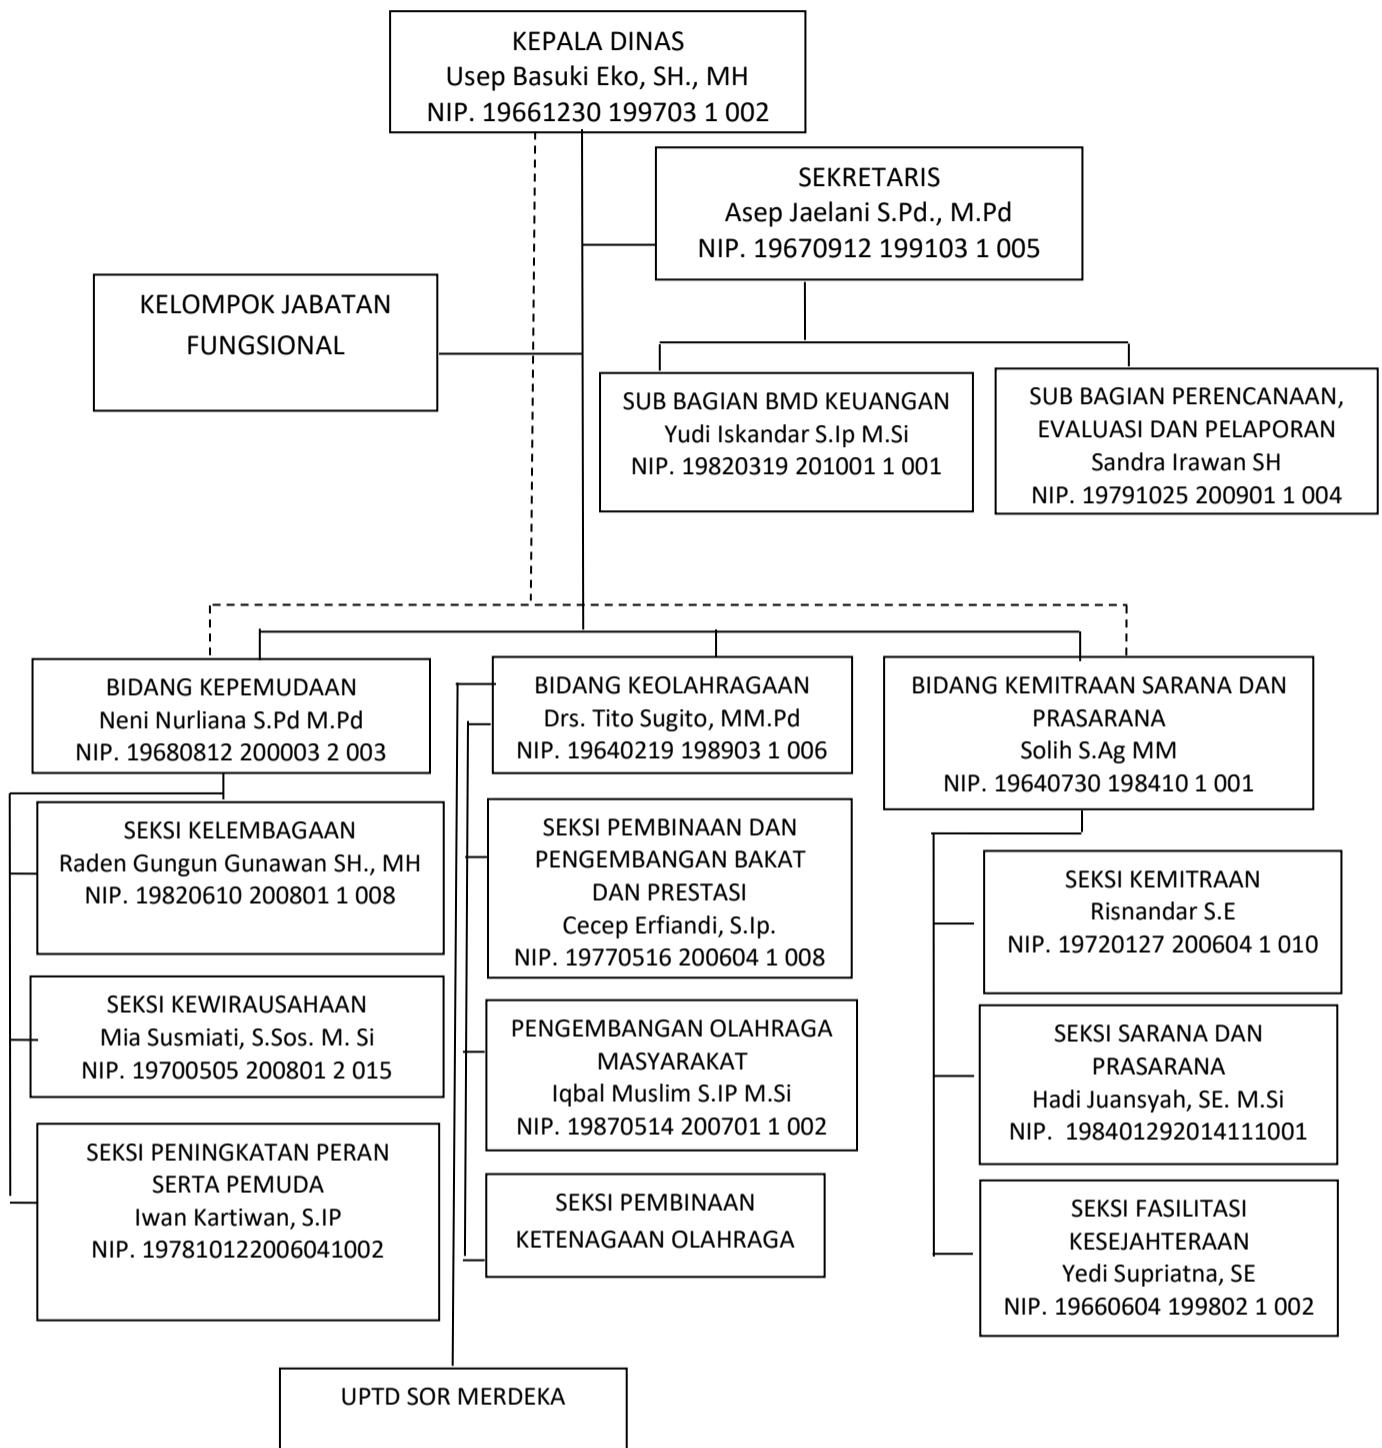 KEPALA DINAS
Usep Basuki Eko, SH., MH
NIP. 19661230 199703 1 002
SEKRETARIS
Asep Jaelani S.Pd., M.Pd
NIP. 19670912 199103 1 005
KELOMPOK JABATAN
FUNGSIONAL
SUB BAGIAN BMD KEUANGAN
Yudi Iskandar S.Ip M.Si
NIP. 19820319 201001 1 001
SUB BAGIAN PERENCANAAN,
EVALUASI DAN PELAPORAN
Sandra Irawan SH
NIP. 19791025 200901 1 004
BIDANG KEPEMUDAAN
Neni Nurliana S.Pd M.Pd
NIP. 19680812 200003 2 003
SEKSI KELEMBAGAAN
Raden Gungun Gunawan SH., MH
NIP. 19820610 200801 1 008
SEKSI KEWIRAUSAHAAN
Mia Susmiati, S.Sos. M. Si
NIP. 19700505 200801 2 015
SEKSI PENINGKATAN PERAN
SERTA PEMUDA
Iwan Kartiwan, S.IP
NIP. 197810122006041002
BIDANG KEOLAHRAGAAN
Drs. Tito Sugito, MM.Pd
NIP. 19640219 198903 1 006
SEKSI PEMBINAAN DAN
PENGEMBANGAN BAKAT
DAN PRESTASI
Cecep Erfiandi, S.Ip.
NIP. 19770516 200604 1 008
PENGEMBANGAN OLAHRAGA
MASYARAKAT
Iqbal Muslim S.IP M.Si
NIP. 19870514 200701 1 002
SEKSI PEMBINAAN
KETENAGAAN OLAHRAGA
BIDANG KEMITRAAN SARANA DAN
PRASARANA
Solih S.Ag MM
NIP. 19640730 198410 1 001
SEKSI KEMITRAAN
Risnandar S.E
NIP. 19720127 200604 1 010
SEKSI SARANA DAN
PRASARANA
Hadi Juansyah, SE. M.Si
NIP. 198401292014111001
SEKSI FASILITASI
KESEJAHTERAAN
Yedi Supriatna, SE
NIP. 19660604 199802 1 002
UPTD SOR MERDEKA